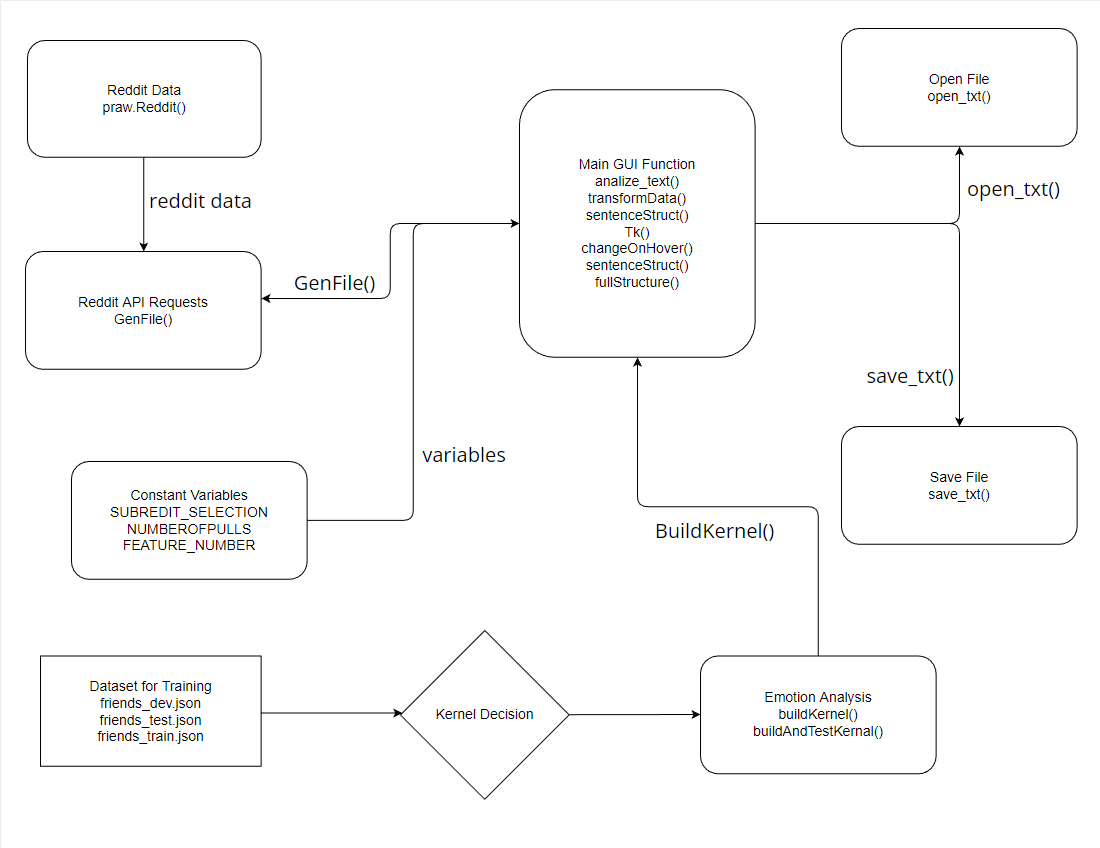 Reddit Data
praw.Reddit()
reddit data
Reddit API Requests
GenFile()
GenFile()
Main GUI Function
analize_text()
transformData()
sentenceStruct()
Tk()
changeOnHover()
sentenceStruct()
fullStructure()
Open File
open_txt()
open_txt()
save_txt()
Save File
save_txt()
Constant Variables
SUBREDIT_SELECTION
NUMBEROFPULLS
FEATURE_NUMBER
variables
BuildKernel()
Dataset for Training
friends_dev.json
friends_test.json
friends_train.json
Kernel Decision
Emotion Analysis
buildKernel()
buildAndTestKernal()